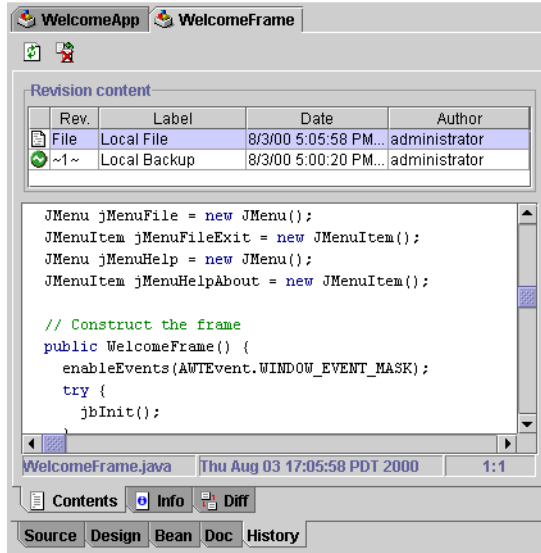 WelcomeApp WelcomeFrame
Revision content
Rev. Label Date Author
File Local File 8/3/00 5:05:58 PM... administrator
~1~ Local Backup 8/3/00 5:00:20 PM... administrator
JMenu jMenuFile = new JMenu();
JMenuItem jMenuFileExit = new JMenuItem();
JMenu jMenuHelp = new JMenu();
JMenuItem jMenuHelpAbout = new JMenuItem();
// Construct the frame
public WelcomeFrame() {
enableEvents(AWTEvent.WINDOW_EVENT_MASK);
try {
jbInit();
}
WelcomeFrame.java Thu Aug 03 17:05:58 PDT 2000 1:1
Contents Info Diff
Source Design Bean Doc History